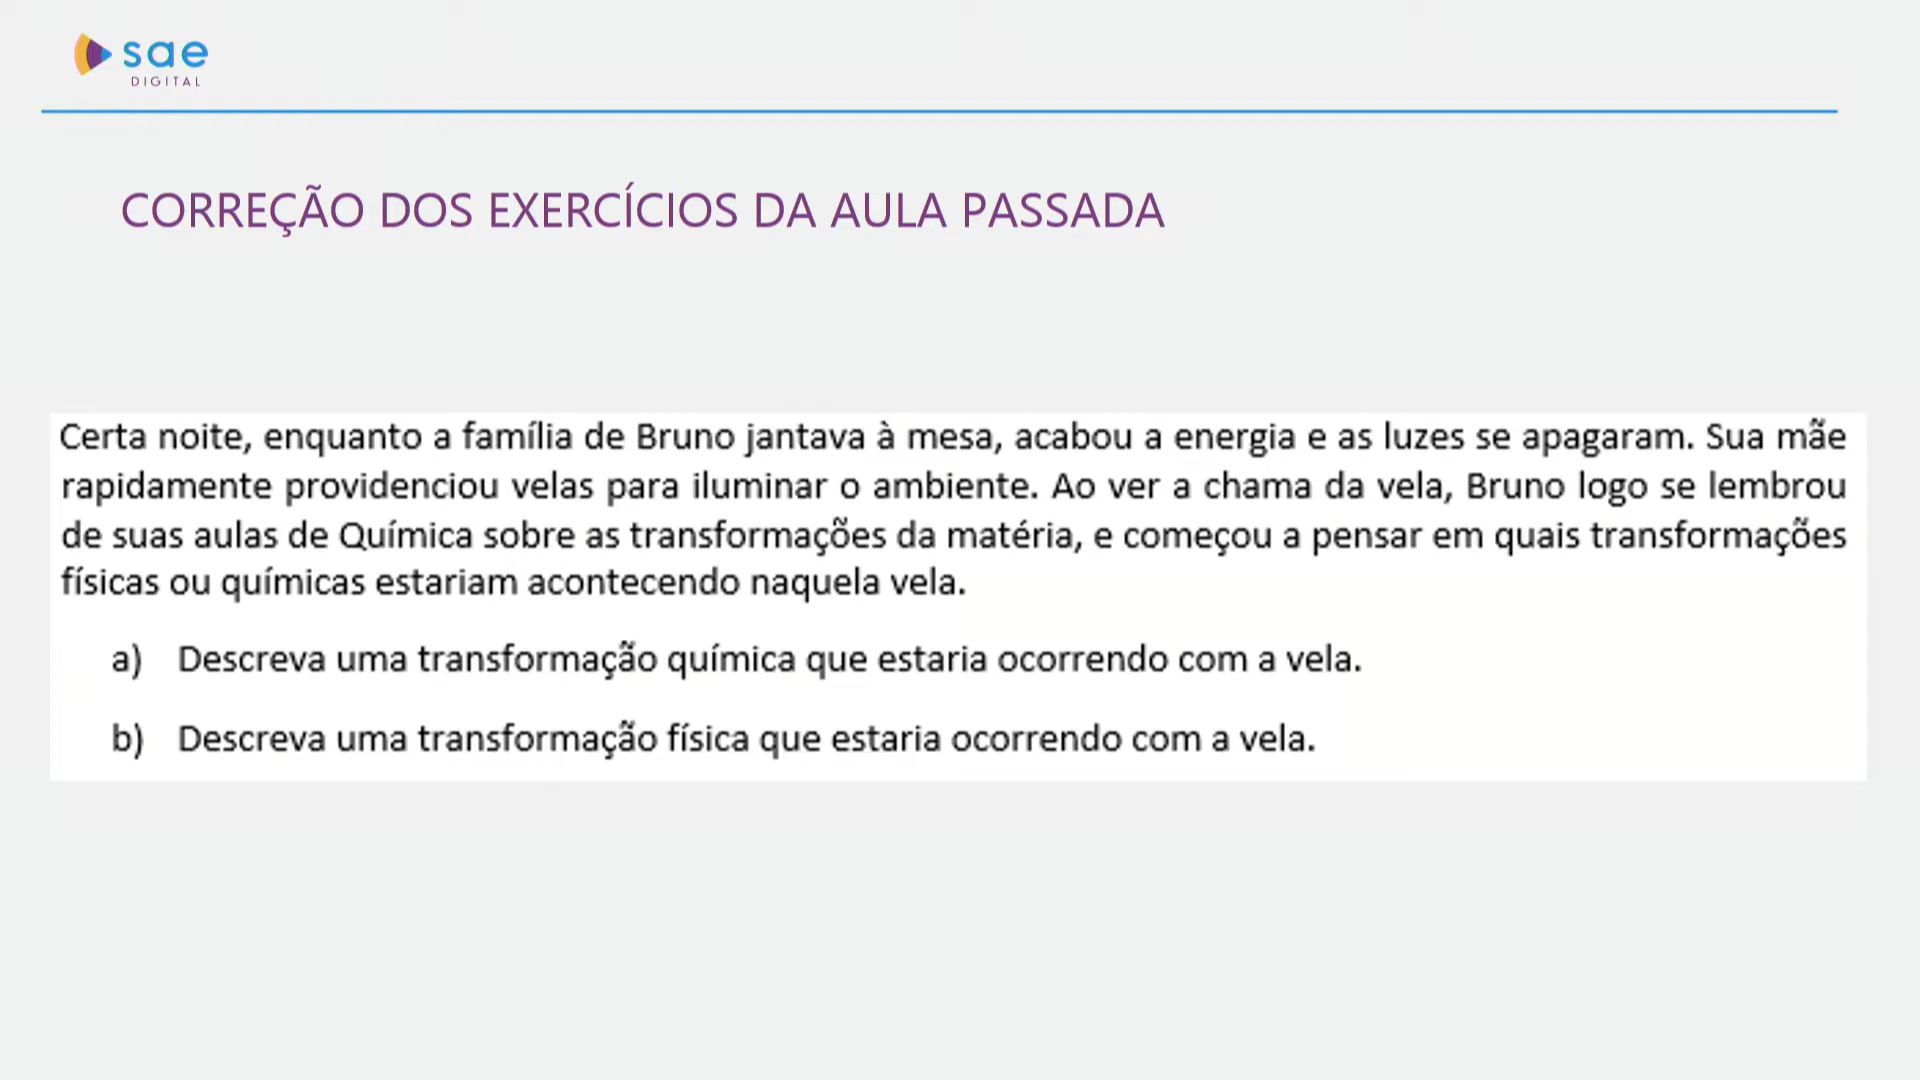 sae
DIGITAL
CORREÇÃO DOS EXERCÍCIOS DA AULA PASSADA
Certa noite, enquanto a família de Bruno jantava à mesa, acabou a energia e as luzes se apagaram. Sua mãe
rapidamente providenciou velas para iluminar o ambiente. Ao ver a chama da vela, Bruno logo se lembrou
de suas aulas de Química sobre as transformações da matéria, e começou a pensar em quais transformações
físicas ou químicas estariam acontecendo naquela vela.
a) Descreva uma transformação química que estaria ocorrendo com a vela.
b) Descreva uma transformação física que estaria ocorrendo com a vela.